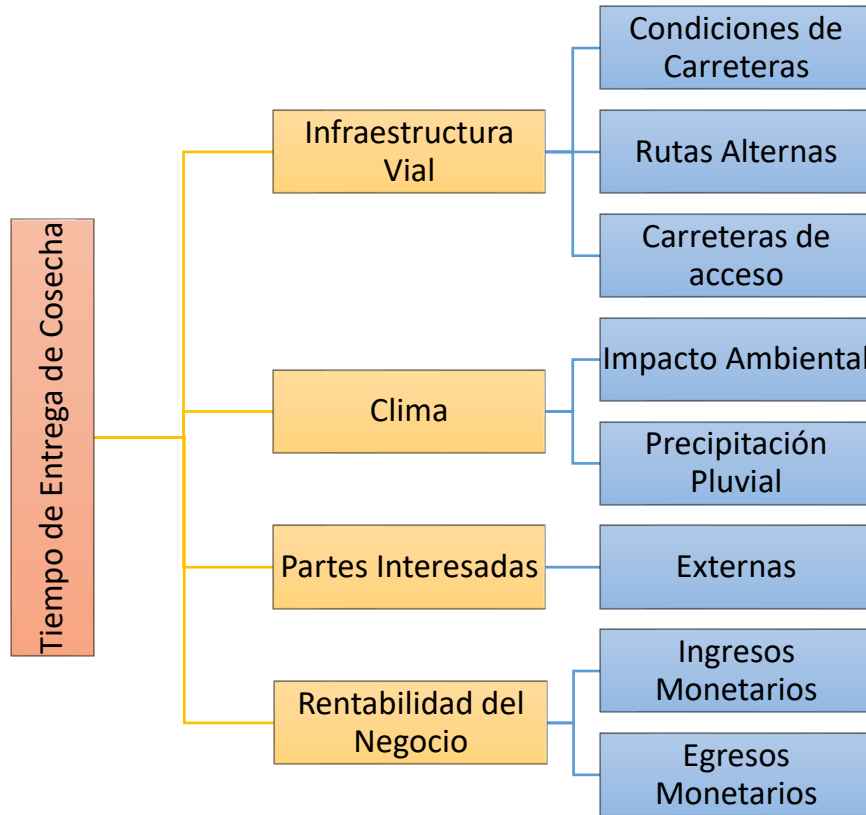 Tiempo de Entrega de Cosecha
Infraestructura
Vial
Condiciones de
Carreteras
Rutas Alternas
Carreteras de
acceso
Clima
Impacto Ambiental
Precipitación
Pluvial
Partes Interesadas
Externas
Rentabilidad del
Negocio
Ingresos
Monetarios
Egresos
Monetarios